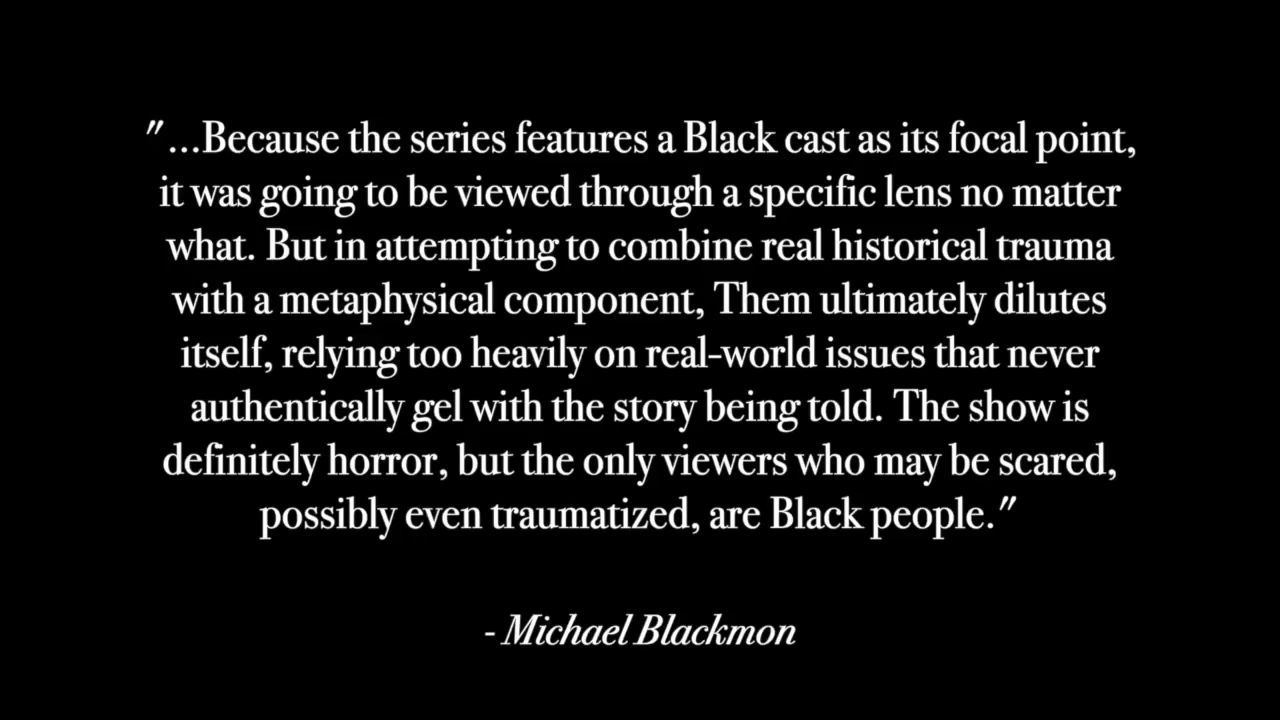 "...Because the series features a Black cast as its focal point,
it was going to be viewed through a specific lens no matter
what. But in attempting to combine real historical trauma
with a metaphysical component, Them ultimately dilutes
itself, relying too heavily on real-world issues that never
authentically gel with the story being told. The show is
definitely horror, but the only viewers who may be scared,
possibly even traumatized, are Black people."
- Michael Blackmon